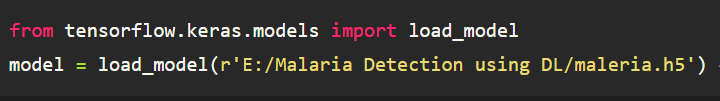 from tensorflow.keras.models import load_model
model = load_model(r'E:/Malaria Detection using DL/maleria.h5')